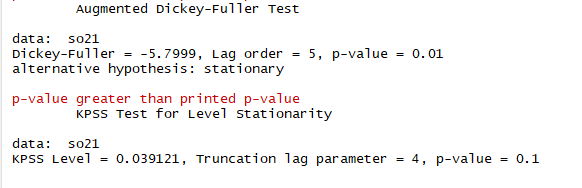 Augmented Dickey-Fuller Test
data:  so21
Dickey-Fuller = -5.7999, Lag order = 5, p-value = 0.01
alternative hypothesis: stationary
p-value greater than printed p-value
KPSS Test for Level Stationarity
data:  so21
KPSS Level = 0.039121, Truncation lag parameter = 4, p-value = 0.1